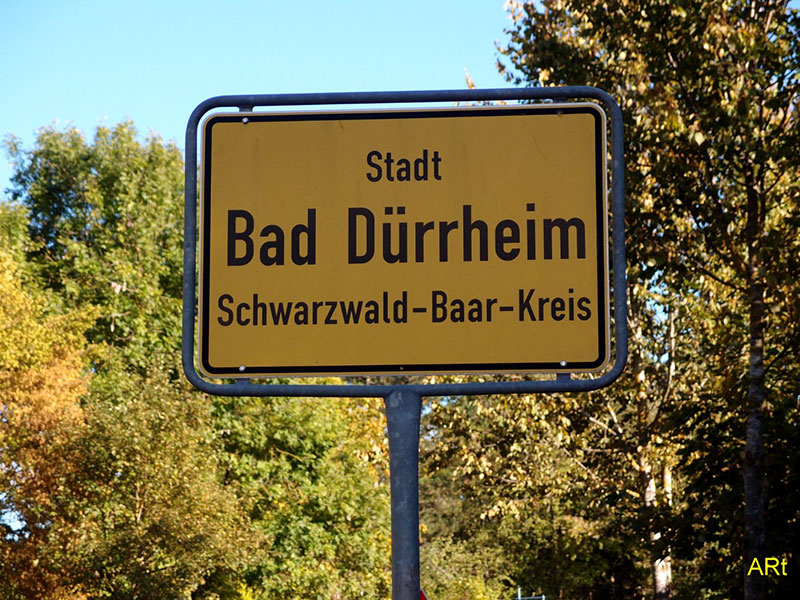 Stadt
Bad Dürrheim
Schwarzwald-Baar-Kreis
ARt